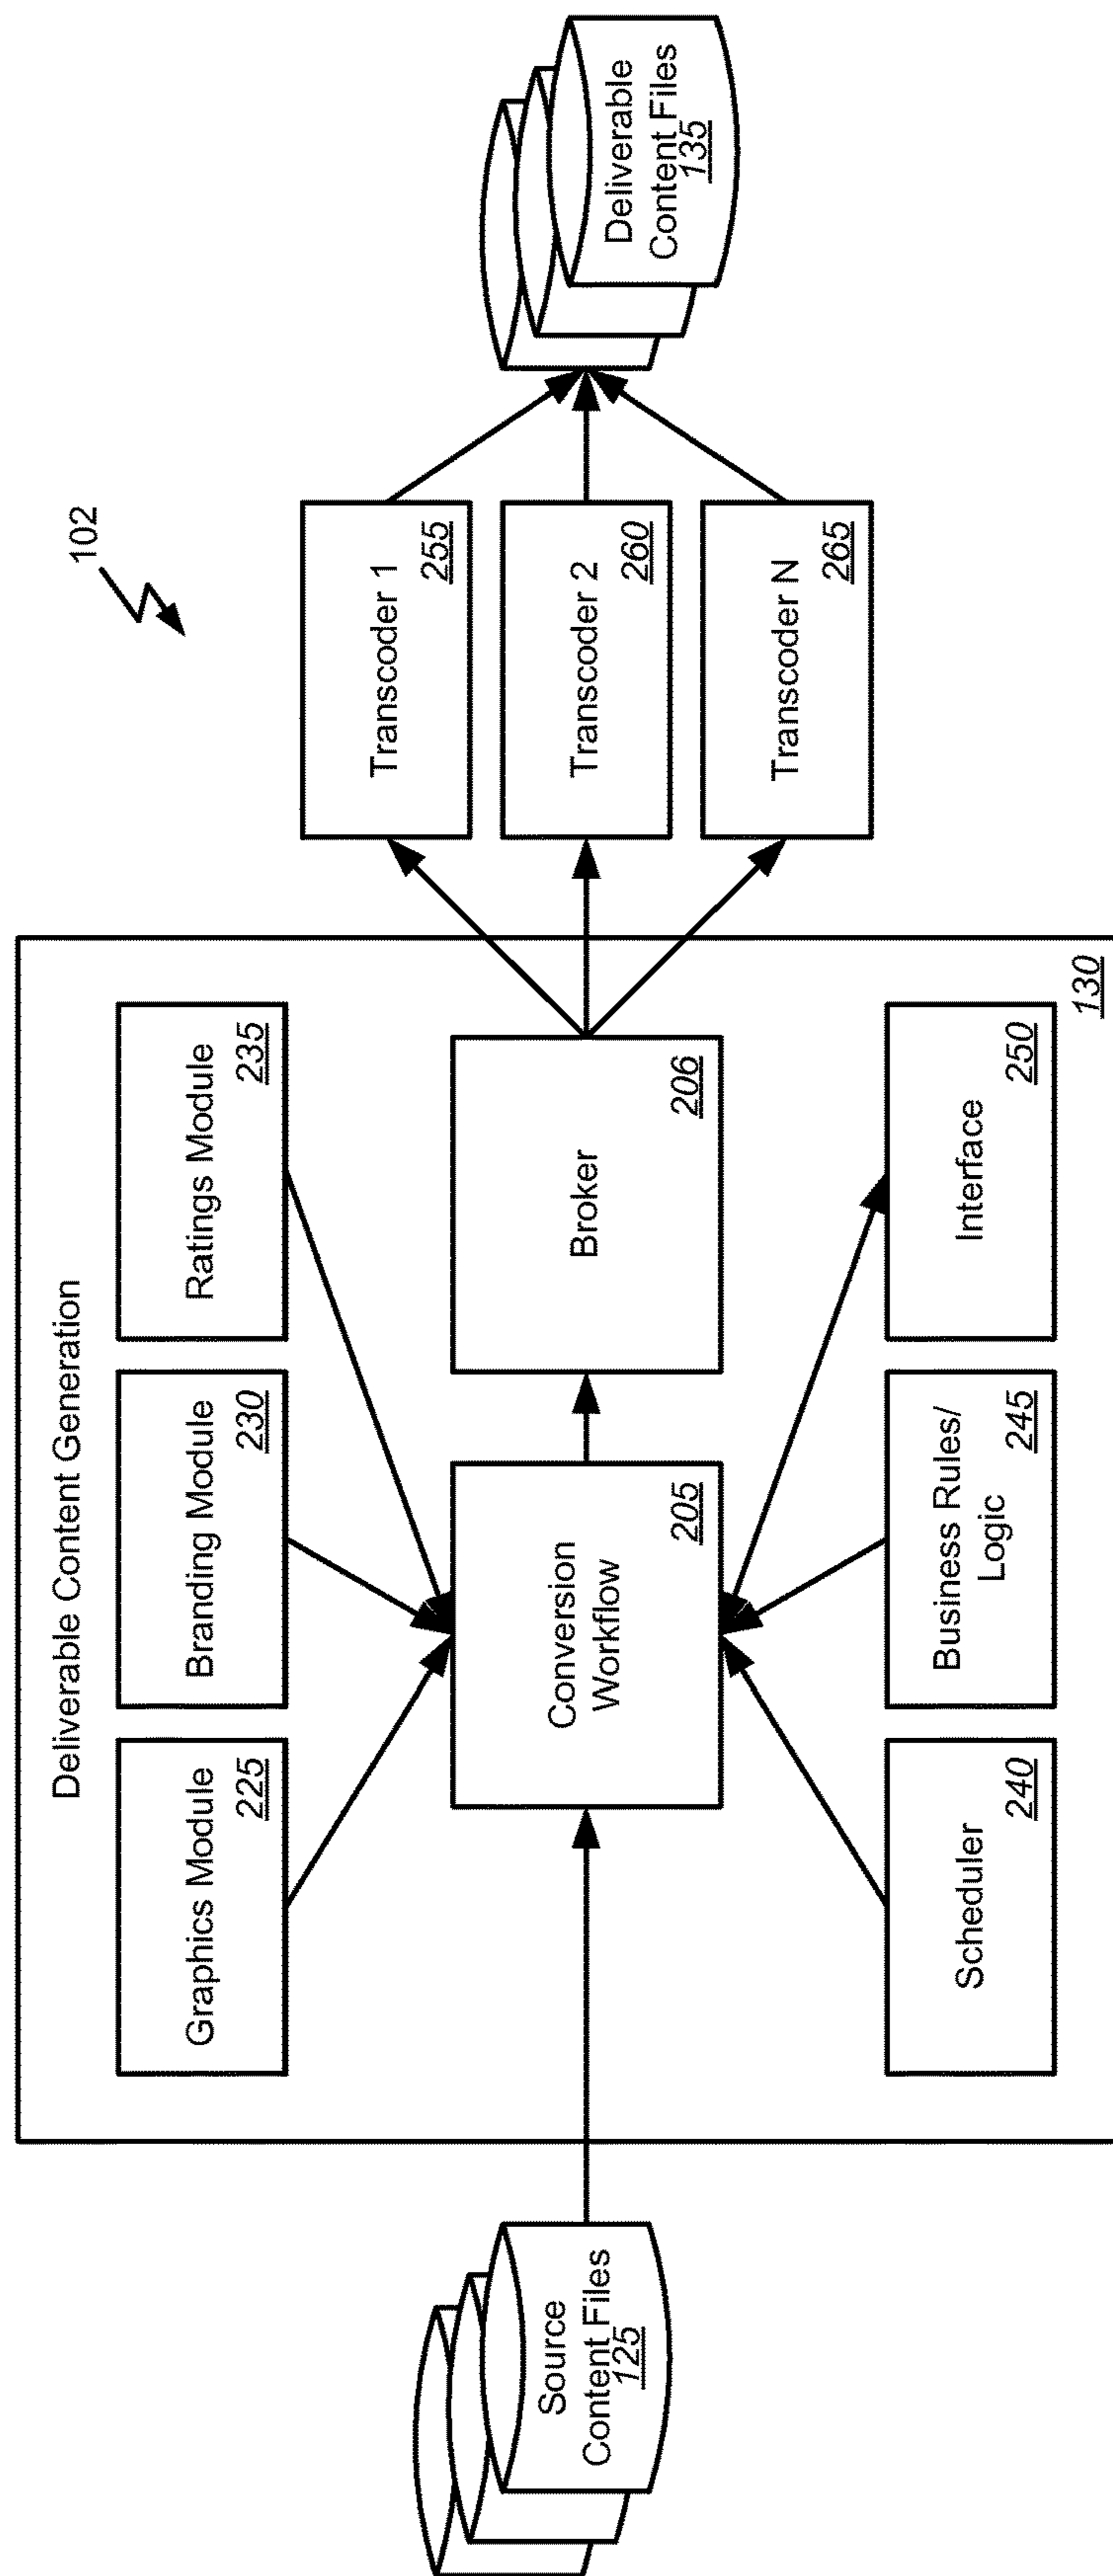 102
Deliverable Content Generation
Graphics Module
225
Branding Module
230
Ratings Module
235
Source
Content Files
125
Conversion
Workflow
205
Broker
206
Transcoder 1
255
Transcoder 2
260
Transcoder N
265
Deliverable
Content Files
135
Scheduler
240
Business Rules/
Logic
245
Interface
250
130